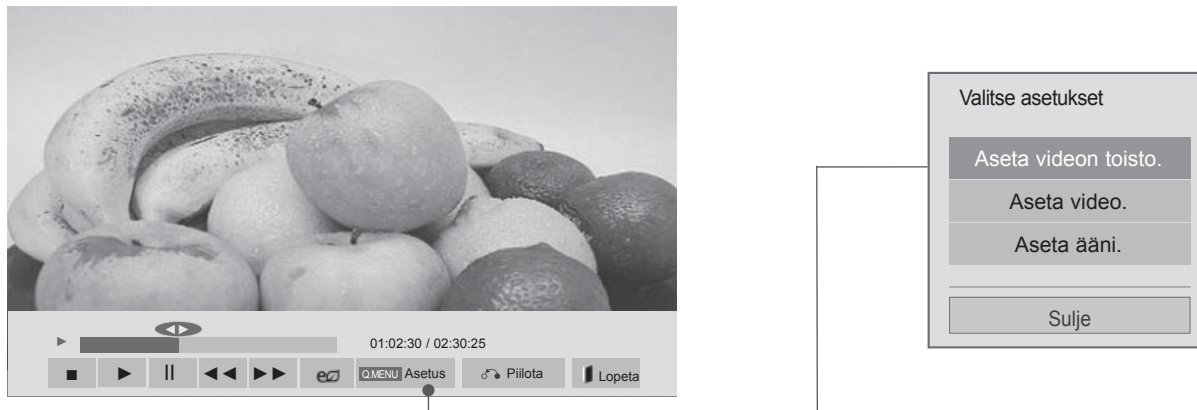 01:02:30 / 02:30:25
Q.MENU Asetus Piilota Lopeta
Valitse asetukset
Aseta videon toisto.
Aseta video.
Aseta ääni.
Sulje